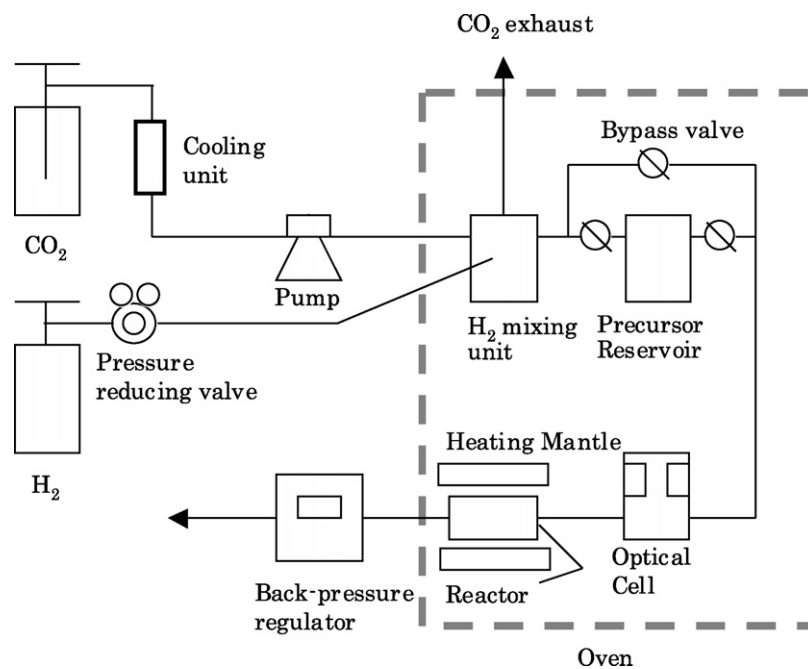 CO₂ exhaust
Bypass valve
Cooling
unit
CO₂
Pump
H₂ mixing
unit
Precursor
Reservoir
Pressure
reducing valve
Heating Mantle
H₂
Back-pressure
regulator
Reactor
Optical
Cell
Oven